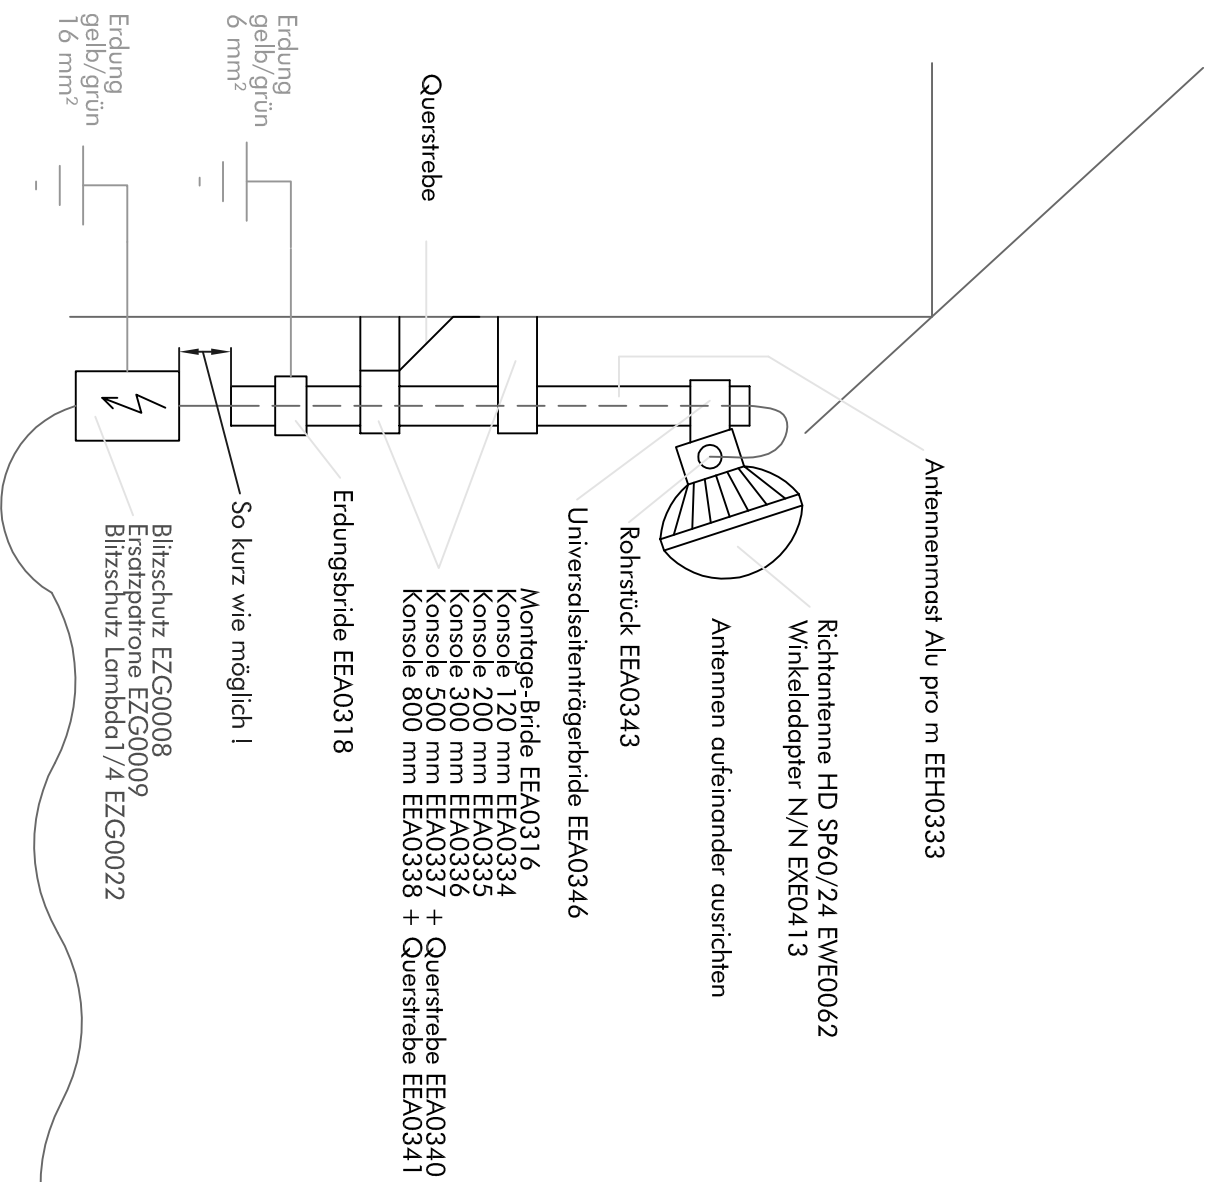 Antennenmast Alu pro m EEH0333
Richtantenne HD SP60/24 EWE0062
Winkeladapter N/N EXE0413
Antennen aufeinander ausrichten
Rohrstück EEA0343
Universalseitenträgerbride EEA0346
Montage-Bride EEA0316
Konsole 120 mm EEA0334
Konsole 200 mm EEA0335
Konsole 300 mm EEA0336
Konsole 500 mm EEA0337 + Querstrebe EEA0340
Konsole 800 mm EEA0338 + Querstrebe EEA0341
Querstrebe
Erdungsbride EEA0318
Erdung
gelb/grün
6 mm²
So kurz wie möglich !
Blitzschutz EZG0008
Ersatzpatrone EZG0009
Blitzschutz Lambda1/4 EZG0022
Erdung
gelb/grün
16 mm²